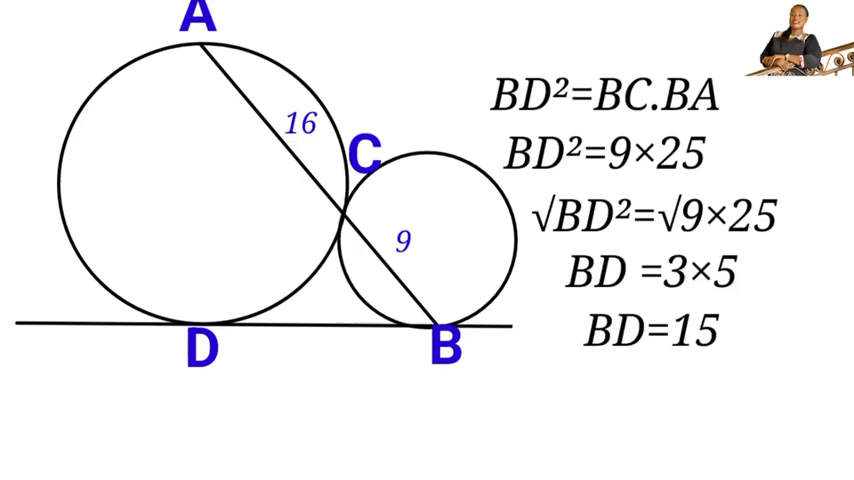 A
16
C
9
D
B
BD²=BC.BA
BD²=9×25
√BD²=√9×25
BD =3×5
BD=15